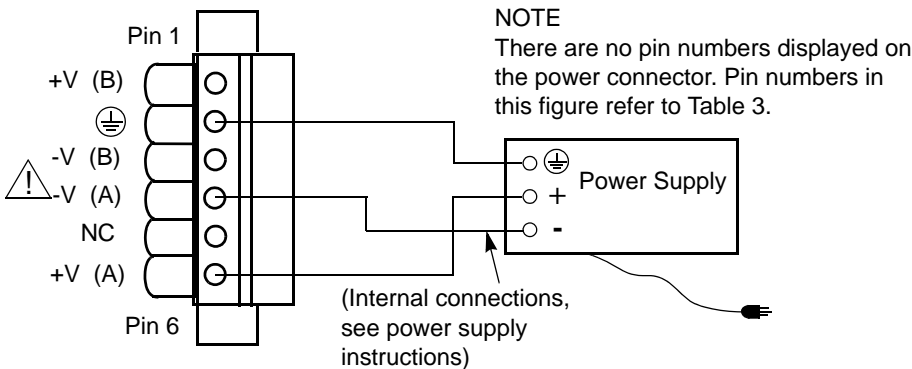 NOTE
There are no pin numbers displayed on
the power connector. Pin numbers in
this figure refer to Table 3.
Pin 1
+V (B)
-V (B)
! -V (A)
NC
+V (A)
Pin 6
Power Supply
+
-
(Internal connections,
see power supply
instructions)